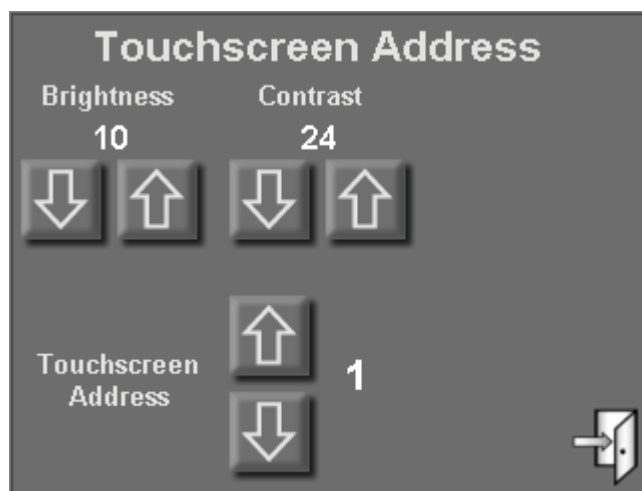 Touchscreen Address
Brightness Contrast
10 24
Touchscreen
Address
1